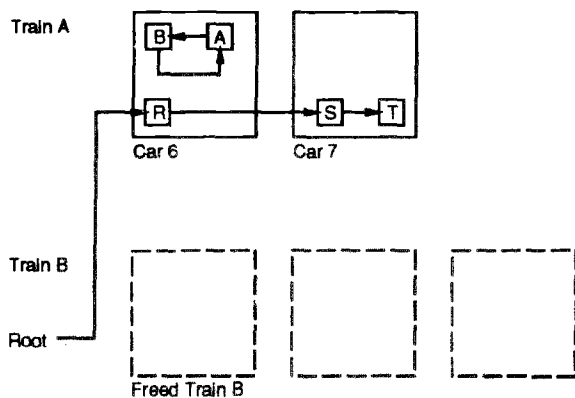 Train A
B A
R S T
Car 6 Car 7
Train B
Root
Freed Train B